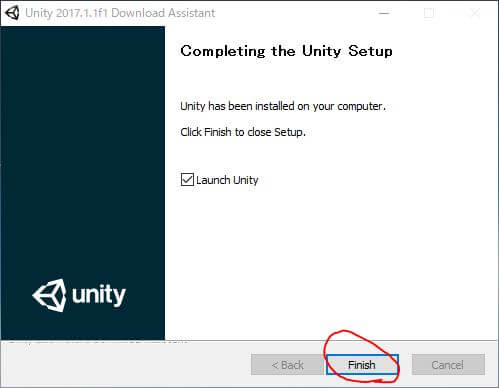 Unity 2017.1.1f1 Download Assistant
Completing the Unity Setup
Unity has been installed on your computer.
Click Finish to close Setup.
Launch Unity
unity
< Back
Finish
Cancel